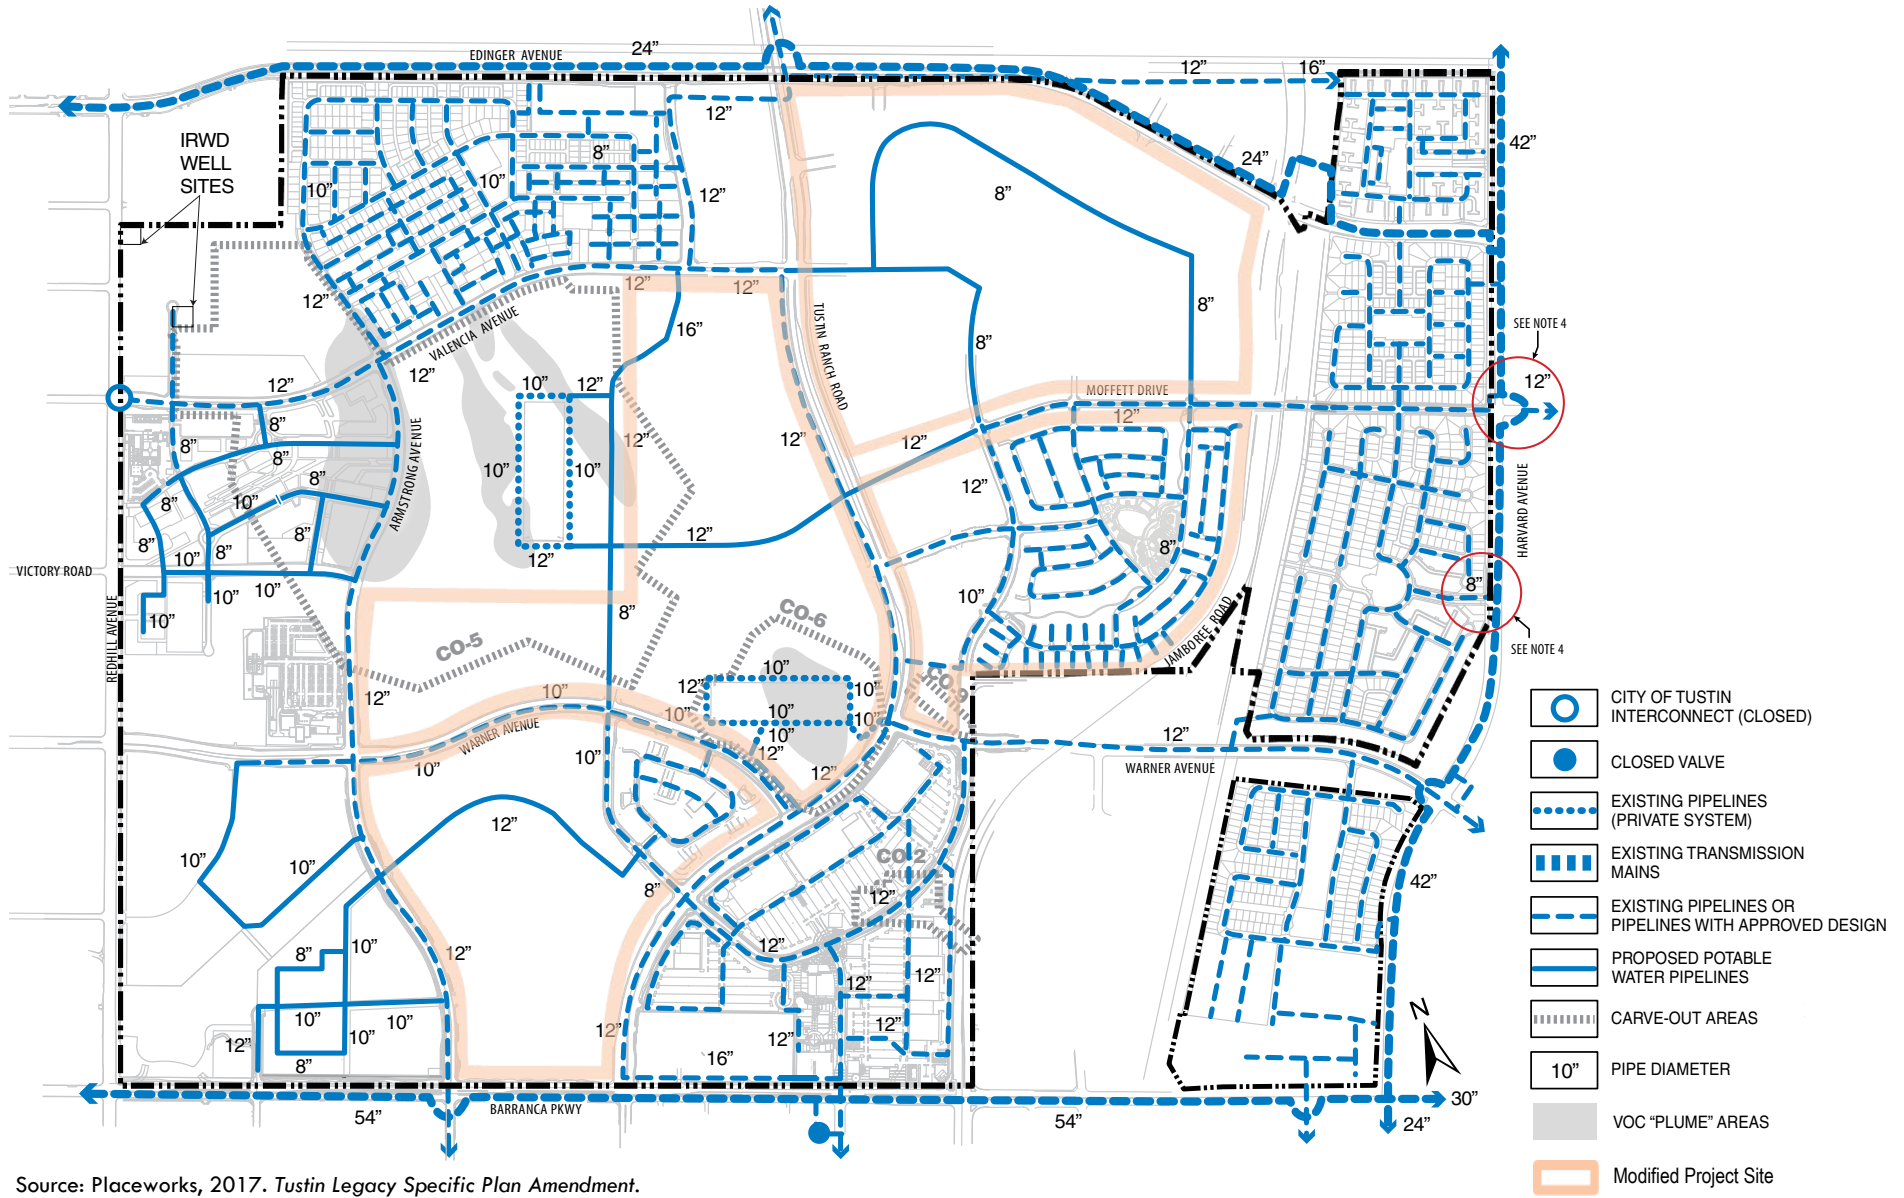 EDINGER AVENUE
24”
12”
16”
IRWD
WELL
SITES
12”
42”
8”
24”
10”
10”
12”
8”
12”
12”
12”
8”
16”
SEE NOTE 4
VALENCIA AVENUE
TUSTIN RANCH ROAD
8”
12”
12”
10”
12”
MOFFETT DRIVE
12”
12”
8”
8”
8”
12”
12”
12”
ARMSTRONG AVENUE
10”
10”
8”
8”
10”
12”
HARVARD AVENUE
8”
12”
8”
8”
10”
8”
12”
8”
VICTORY ROAD
10”
10”
10”
10”
8”
REDHILL AVENUE
10”
8”
CO-6
JAMBOREE ROAD
SEE NOTE 4
CO-5
10”
CO-9
12”
12”
10”
10”
10”
10”
10”
10”
WARNER AVENUE
12”
12”
10”
10”
12”
WARNER AVENUE
12”
10”
10”
CO-2
8”
12”
42”
10”
8”
12”
12”
12”
12”
10”
10”
10”
12”
12”
12”
12”
16”
8”
54”
BARRANCA PKWY
54”
30”
24”
N
CITY OF TUSTIN
INTERCONNECT (CLOSED)
CLOSED VALVE
EXISTING PIPELINES
(PRIVATE SYSTEM)
EXISTING TRANSMISSION
MAINS
EXISTING PIPELINES OR
PIPELINES WITH APPROVED DESIGN
PROPOSED POTABLE
WATER PIPELINES
CARVE-OUT AREAS
10”
PIPE DIAMETER
VOC “PLUME” AREAS
Modified Project Site
Source: Placeworks, 2017. Tustin Legacy Specific Plan Amendment.